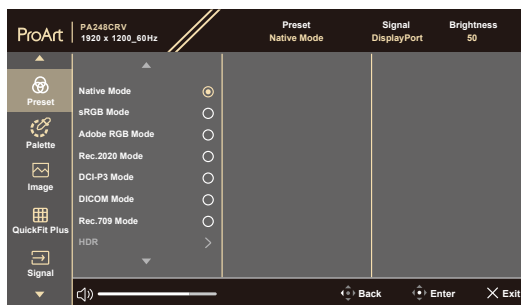 ProArt
PA248CRV
1920 x 1200_60Hz
Preset
Native Mode
Signal
DisplayPort
Brightness
50
Preset
Palette
Image
QuickFit Plus
Signal
Native Mode
sRGB Mode
Adobe RGB Mode
Rec.2020 Mode
DCI-P3 Mode
DICOM Mode
Rec.709 Mode
HDR
Back
Enter
Exit